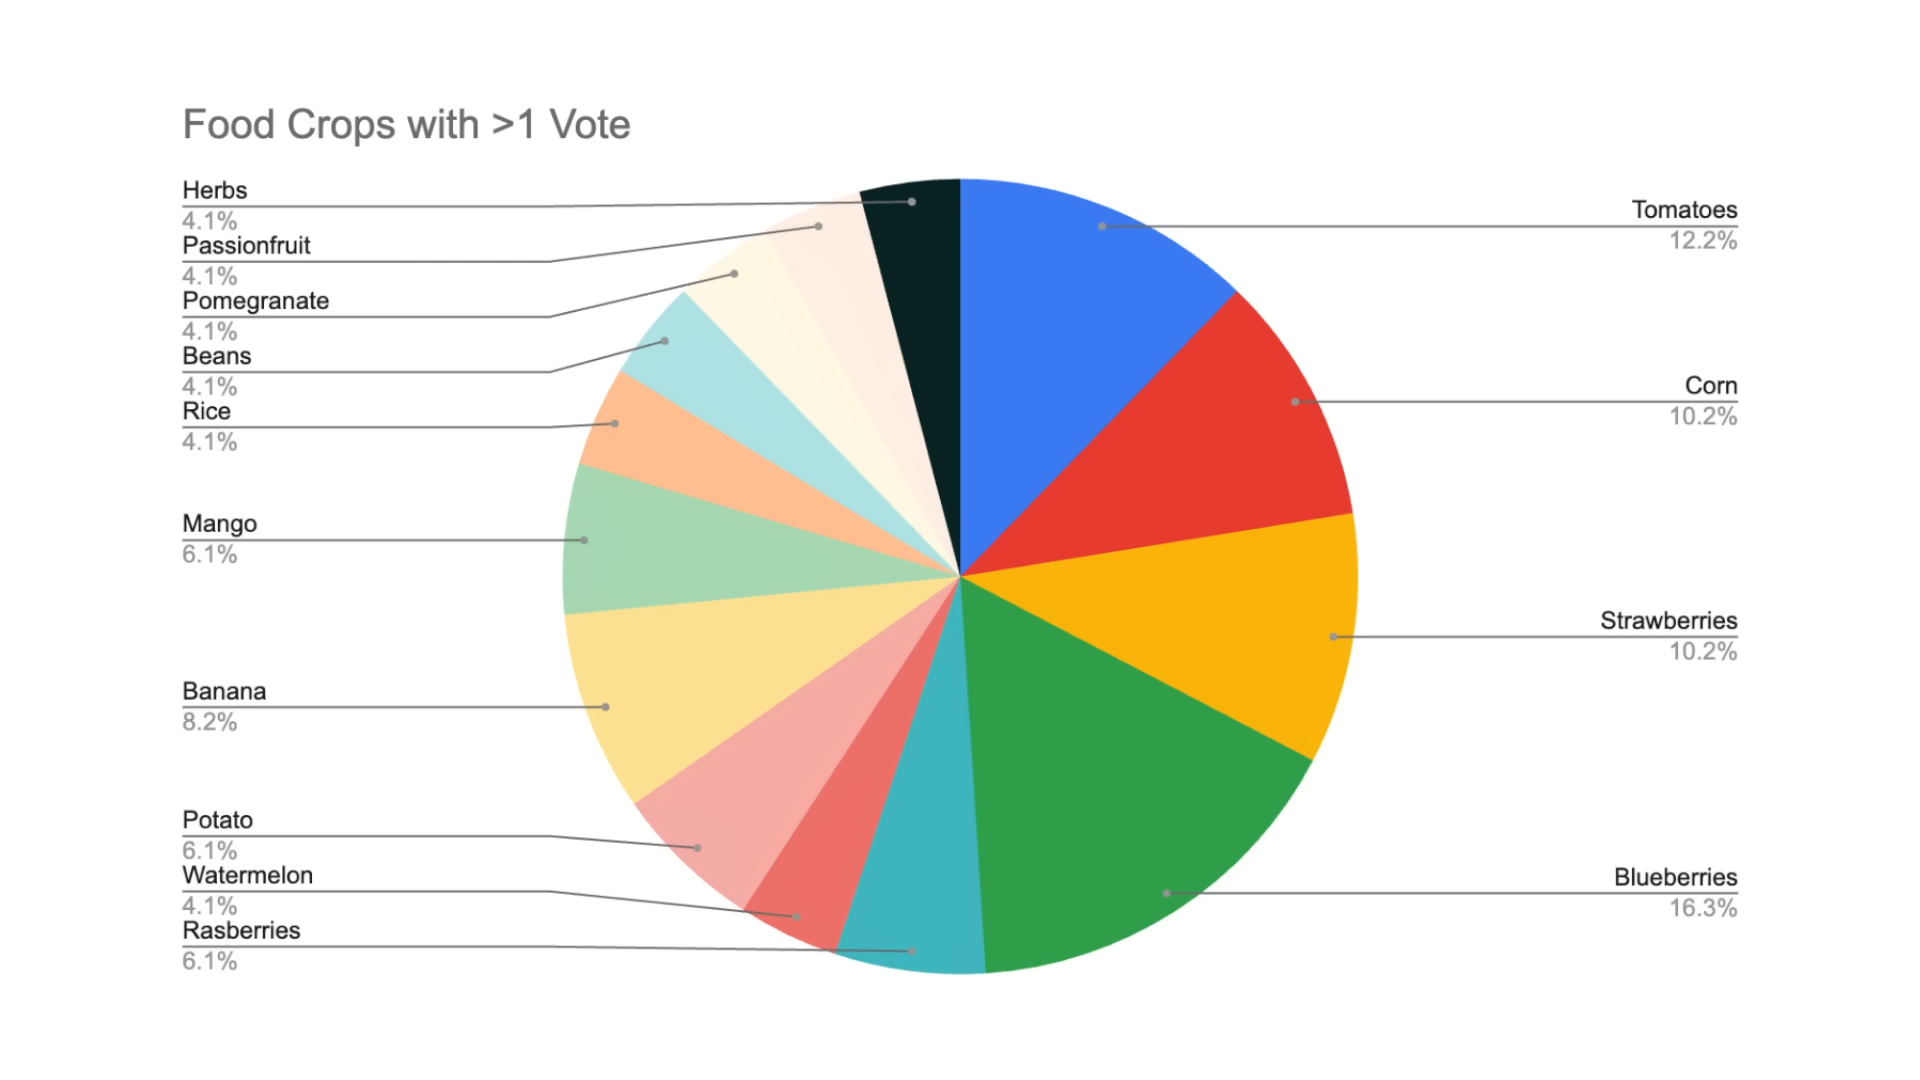 Food Crops with >1 Vote
Herbs
4.1%
Passionfruit
4.1%
Pomegranate
4.1%
Beans
4.1%
Rice
4.1%
Mango
6.1%
Banana
8.2%
Potato
6.1%
Watermelon
4.1%
Rasberries
6.1%
Tomatoes
12.2%
Corn
10.2%
Strawberries
10.2%
Blueberries
16.3%